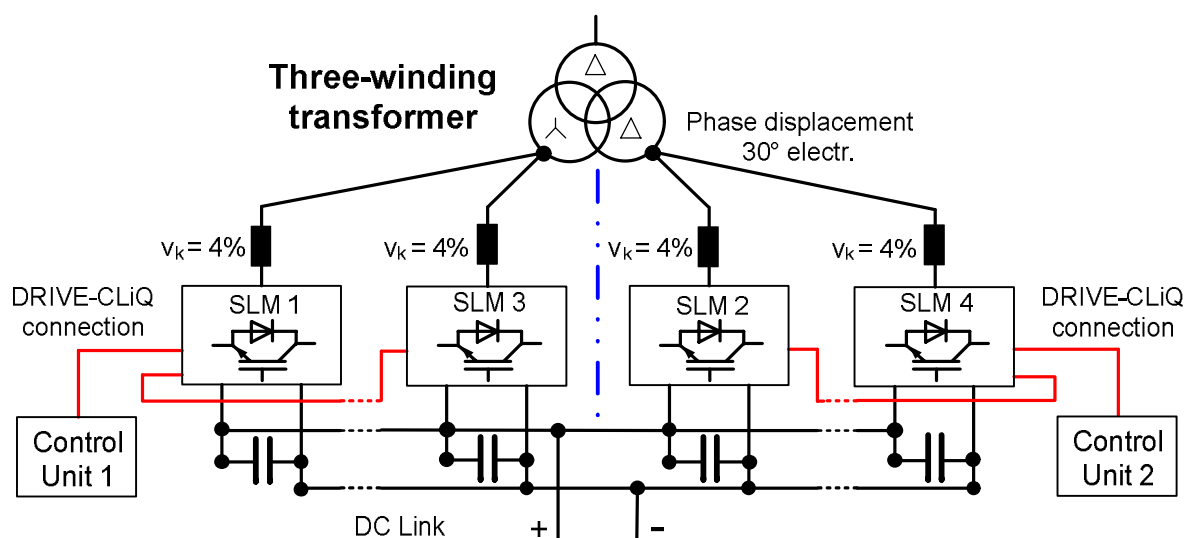 Three-winding
transformer
Phase displacement
30° electr.
vk = 4%
vk = 4%
vk = 4%
vk = 4%
DRIVE-CLiQ
connection
SLM 1
SLM 3
SLM 2
SLM 4
DRIVE-CLiQ
connection
Control
Unit 1
Control
Unit 2
DC Link
+
-